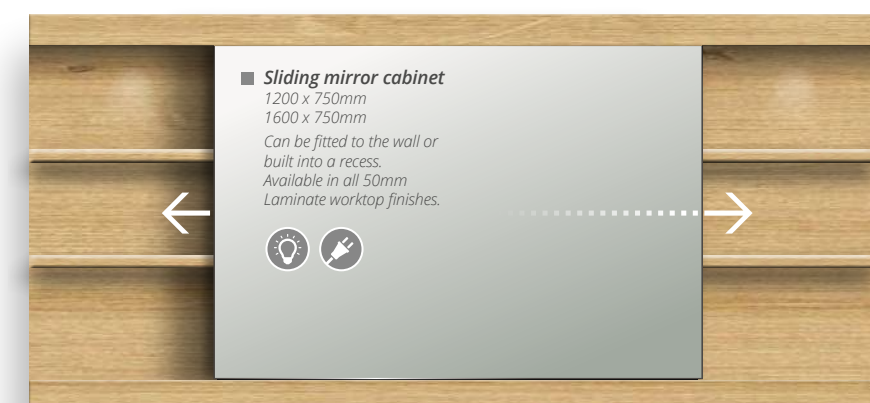 Sliding mirror cabinet
1200 x 750mm
1600 x 750mm
Can be fitted to the wall or
built into a recess.
Available in all 50mm
Laminate worktop finishes.